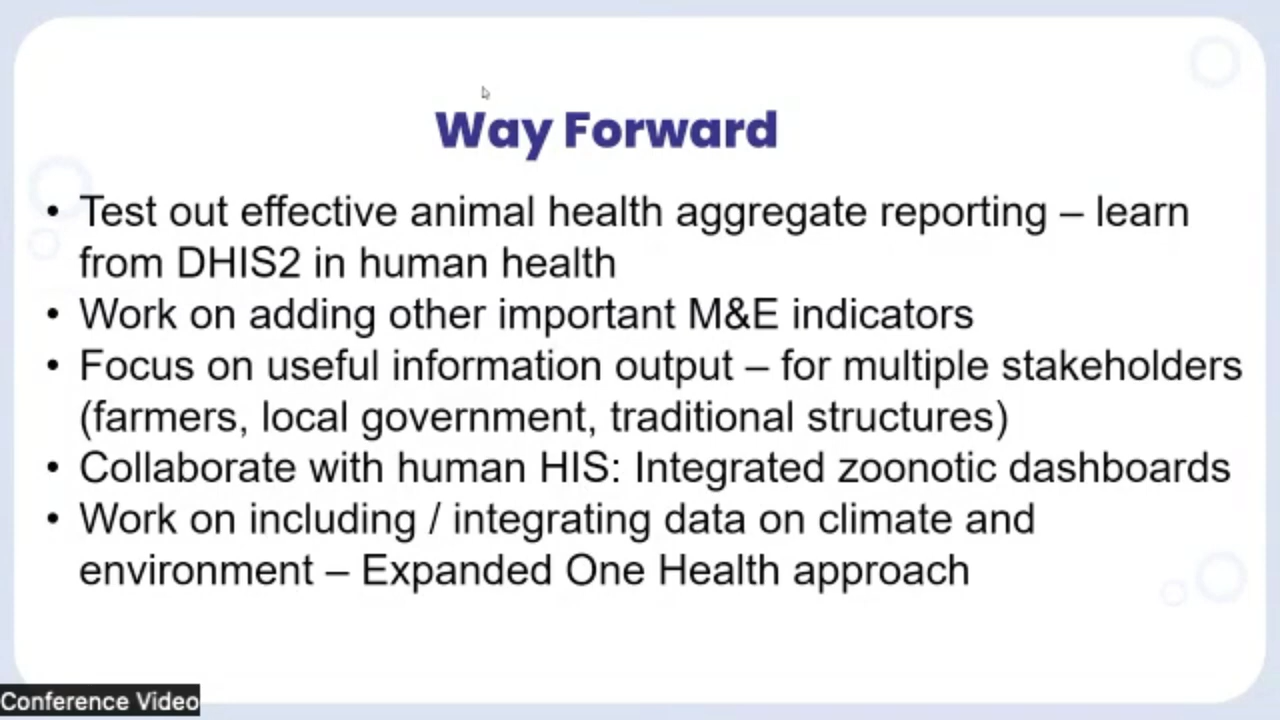 Way Forward
• Test out effective animal health aggregate reporting – learn
from DHIS2 in human health
• Work on adding other important M&E indicators
• Focus on useful information output – for multiple stakeholders
(farmers, local government, traditional structures)
• Collaborate with human HIS: Integrated zoonotic dashboards
• Work on including / integrating data on climate and
environment – Expanded One Health approach
Conference Video